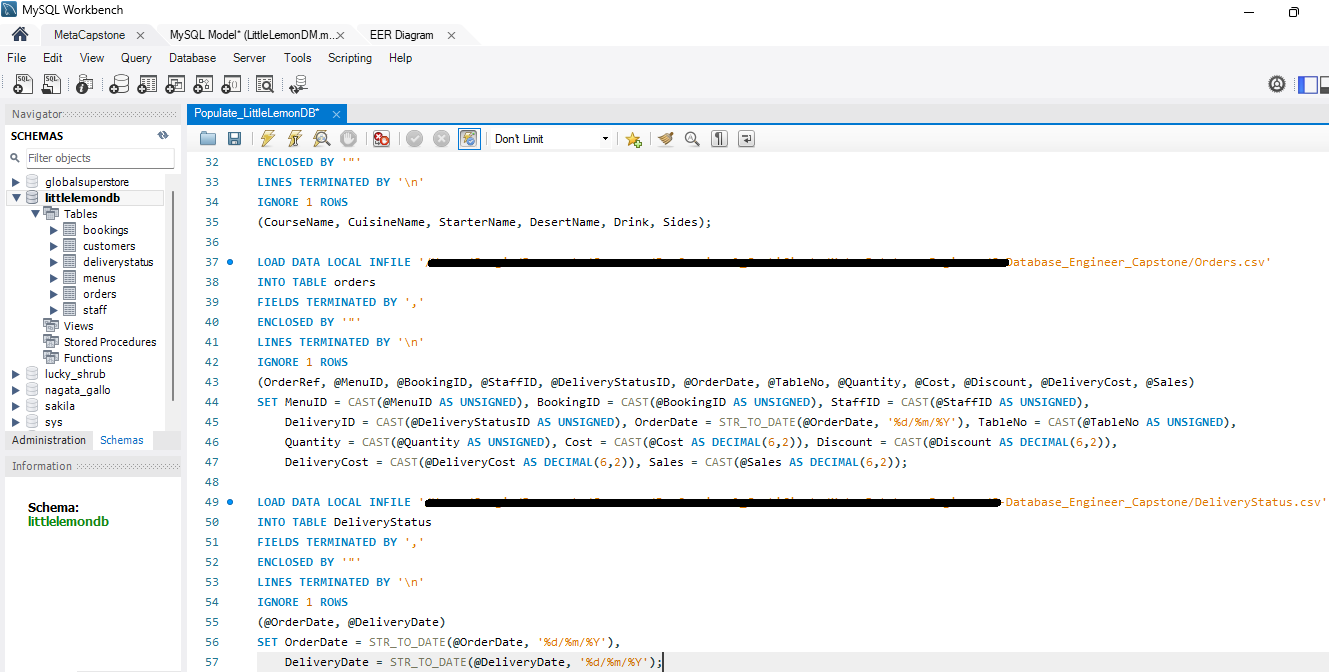 MySQL Workbench
MetaCapstone
MySQL Model* (LittleLemonDM.m...
EER Diagram
File Edit View Query Database Server Tools Scripting Help
Navigator
SCHEMAS
Filter objects
globalsuperstore
littlelemondb
Tables
bookings
customers
deliverystatus
menus
orders
staff
Views
Stored Procedures
Functions
lucky_shrub
nagata_gallo
sakila
sys
Administration Schemas
Information
Schema:
littlelemondb
Populate_LittleLemonDB*
Don't Limit
32 ENCLOSED BY '"'
33 LINES TERMINATED BY '\n'
34 IGNORE 1 ROWS
35 (CourseName, CuisineName, StarterName, DesertName, Drink, Sides);
36
37 LOAD DATA LOCAL INFILE '/ Database_Engineer_Capstone/Orders.csv'
38 INTO TABLE orders
39 FIELDS TERMINATED BY ','
40 ENCLOSED BY '"'
41 LINES TERMINATED BY '\n'
42 IGNORE 1 ROWS
43 (OrderRef, @MenuID, @BookingID, @StaffID, @DeliveryStatusID, @OrderDate, @TableNo, @Quantity, @Cost, @Discount, @DeliveryCost, @Sales)
44 SET MenuID = CAST(@MenuID AS UNSIGNED), BookingID = CAST(@BookingID AS UNSIGNED), StaffID = CAST(@StaffID AS UNSIGNED),
45 DeliveryID = CAST(@DeliveryStatusID AS UNSIGNED), OrderDate = STR_TO_DATE(@OrderDate, '%d/%m/%Y'), TableNo = CAST(@TableNo AS UNSIGNED),
46 Quantity = CAST(@Quantity AS UNSIGNED), Cost = CAST(@Cost AS DECIMAL(6,2)), Discount = CAST(@Discount AS DECIMAL(6,2)),
47 DeliveryCost = CAST(@DeliveryCost AS DECIMAL(6,2)), Sales = CAST(@Sales AS DECIMAL(6,2));
48
49 LOAD DATA LOCAL INFILE '/ -Database_Engineer_Capstone/DeliveryStatus.csv'
50 INTO TABLE DeliveryStatus
51 FIELDS TERMINATED BY ','
52 ENCLOSED BY '"'
53 LINES TERMINATED BY '\n'
54 IGNORE 1 ROWS
55 (@OrderDate, @DeliveryDate)
56 SET OrderDate = STR_TO_DATE(@OrderDate, '%d/%m/%Y'),
57 DeliveryDate = STR_TO_DATE(@DeliveryDate, '%d/%m/%Y');